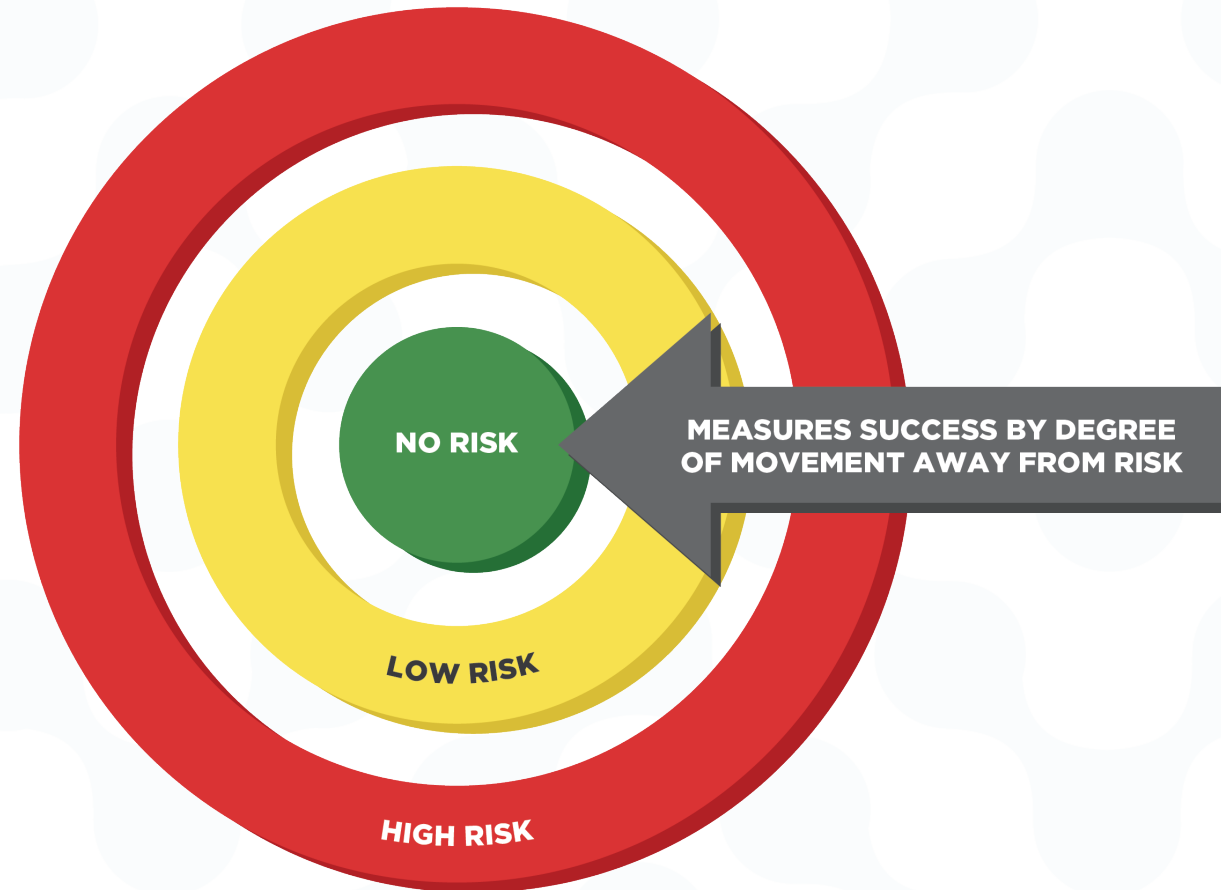 NO RISK
MEASURES SUCCESS BY DEGREE
OF MOVEMENT AWAY FROM RISK
LOW RISK
HIGH RISK